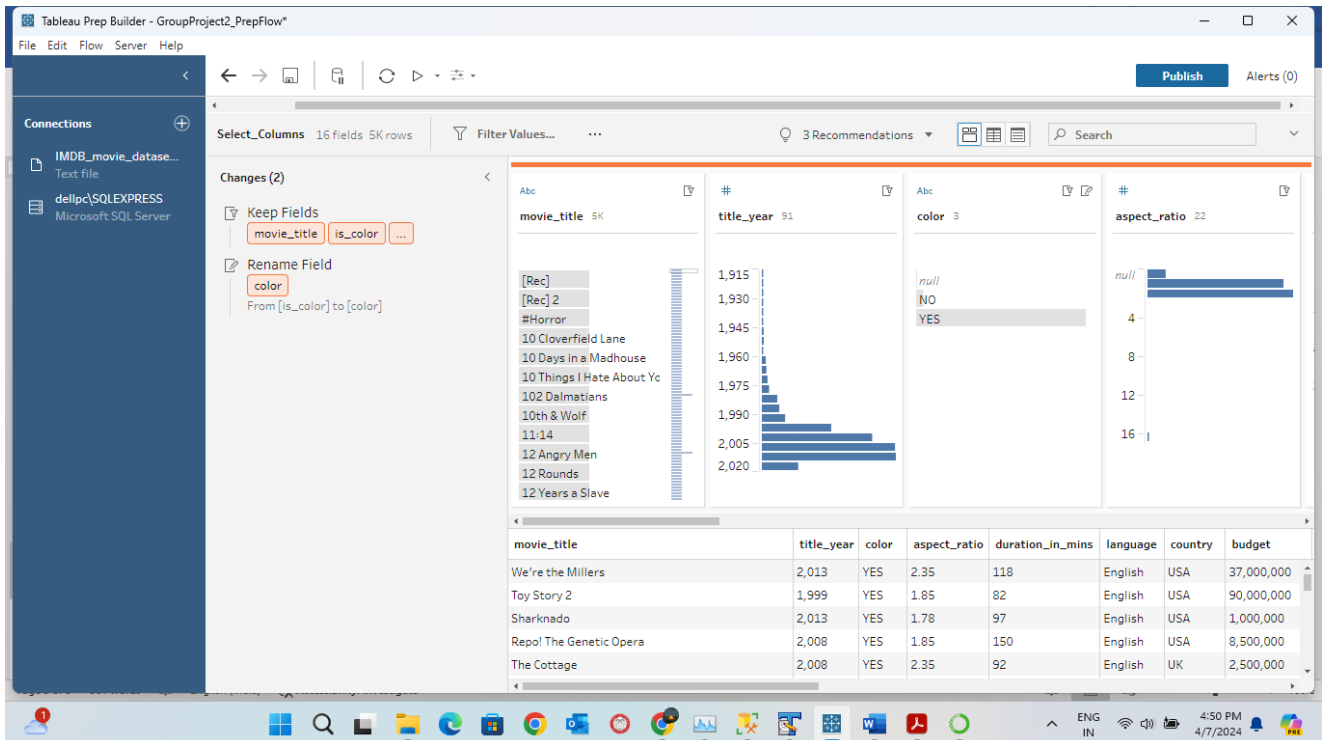 Tableau Prep Builder - GroupProject2_PrepFlow*
File Edit Flow Server Help
Publish
Alerts (0)
Connections
IMDB_movie_datase...
Text file
dellpc\SQLEXPRESS
Microsoft SQL Server
Select_Columns 16 fields 5K rows
Filter Values...
3 Recommendations
Search
Changes (2)
Keep Fields
movie_title is_color ...
Rename Field
color
From [is_color] to [color]
Abc
movie_title 5K
[Rec]
[Rec] 2
#Horror
10 Cloverfield Lane
10 Days in a Madhouse
10 Things I Hate About Yc
102 Dalmatians
10th & Wolf
11:14
12 Angry Men
12 Rounds
12 Years a Slave
#
title_year 91
1,915
1,930
1,945
1,960
1,975
1,990
2,005
2,020
Abc
color 3
null
NO
YES
#
aspect_ratio 22
null
4
8
12
16
movie_title title_year color aspect_ratio duration_in_mins language country budget
We're the Millers 2,013 YES 2.35 118 English USA 37,000,000
Toy Story 2 1,999 YES 1.85 82 English USA 90,000,000
Sharknado 2,013 YES 1.78 97 English USA 1,000,000
Repo! The Genetic Opera 2,008 YES 1.85 150 English USA 8,500,000
The Cottage 2,008 YES 2.35 92 English UK 2,500,000
1
ENG
IN
4:50 PM
4/7/2024
PRE